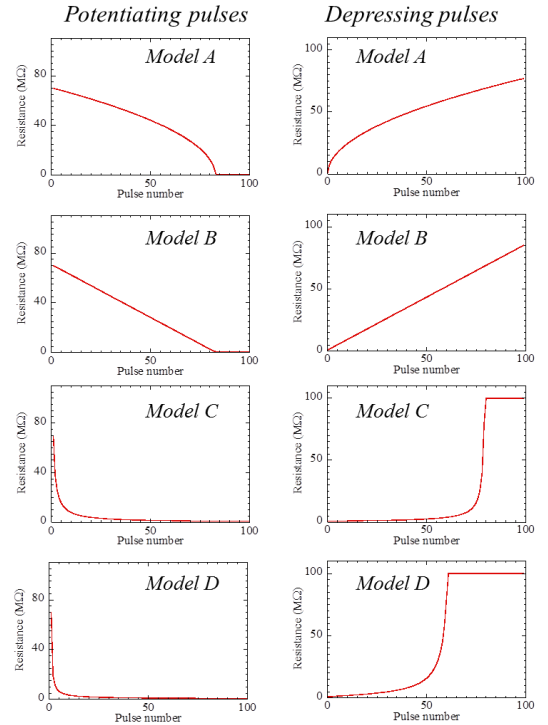 Potentiating pulses
Depressing pulses
Model A
Resistance (MΩ)
80
40
0
0
50
100
Pulse number
Model A
Resistance (MΩ)
100
50
0
0
50
100
Pulse number
Model B
Resistance (MΩ)
80
40
0
0
50
100
Pulse number
Model B
Resistance (MΩ)
100
50
0
0
50
100
Pulse number
Model C
Resistance (MΩ)
80
40
0
0
50
100
Pulse number
Model C
Resistance (MΩ)
100
50
0
0
50
100
Pulse number
Model D
Resistance (MΩ)
80
40
0
0
50
100
Pulse number
Model D
Resistance (MΩ)
100
50
0
0
50
100
Pulse number